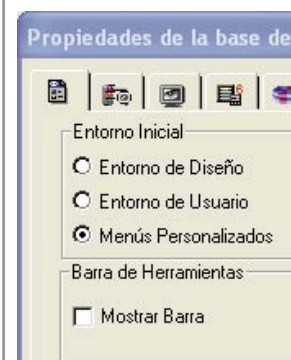 Propiedades de la base de
Entorno Inicial
Entorno de Diseño
Entorno de Usuario
Menús Personalizados
Barra de Herramientas
Mostrar Barra